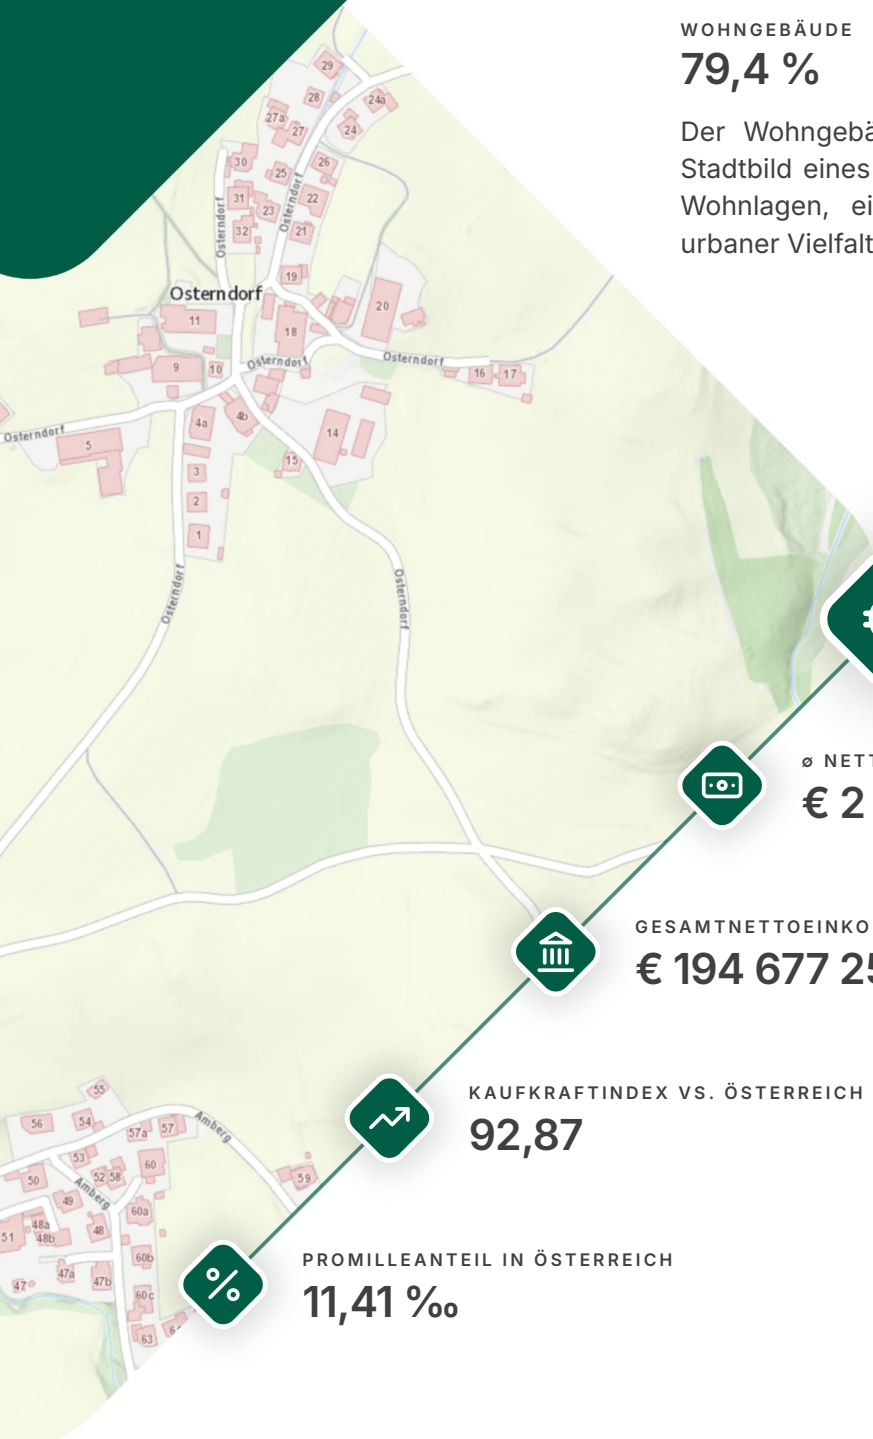 WOHNGEBÄUDE
79,4 %
Der Wohngebä
Stadtbild eines
Wohnlagen, ei
urbaner Vielfalt
29
28
24a
27a
27
24
30
26
25
31
22
23
Osterndorf
Osterndorf
32
21
19
Osterndorf
20
11
18
Osterndorf
Osterndorf
9
10
16
17
4a
4b
14
Osterndorf
5
15
3
2
1
Osterndorf
Osterndorf
ø NETT
€ 2
GESAMTNETTOEINKO
€ 194 677 25
KAUFKRAFTINDEX VS. ÖSTERREICH
92,87
55
56
54
57a
57
Amberg
53
60
50
52
58
59
Amberg
49
60a
48a
48
51
48b
60b
47a
47
47b
60c
63
PROMILLEANTEIL IN ÖSTERREICH
11,41 ‰